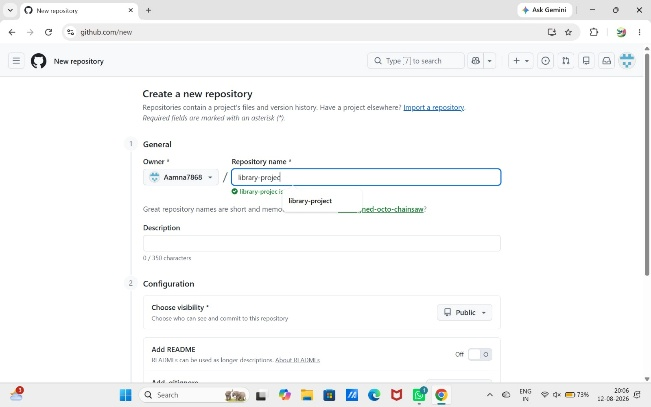 New repository
Ask Gemini
github.com/new
New repository
Type / to search
Create a new repository
Repositories contain a project's files and version history. Have a project elsewhere? Import a repository.
Required fields are marked with an asterisk (*).
1 General
Owner * Repository name *
Aamna7868 / library-projec
library-projec is
library-project
Great repository names are short and memo ned-octo-chainsaw?
Description
0 / 350 characters
2 Configuration
Choose visibility *
Choose who can see and commit to this repository
Public
Add README
READMEs can be used as longer descriptions. About READMEs
Off
Add .gitignore
3
Search
1
ENG
IN
73%
20:06
12-08-2026